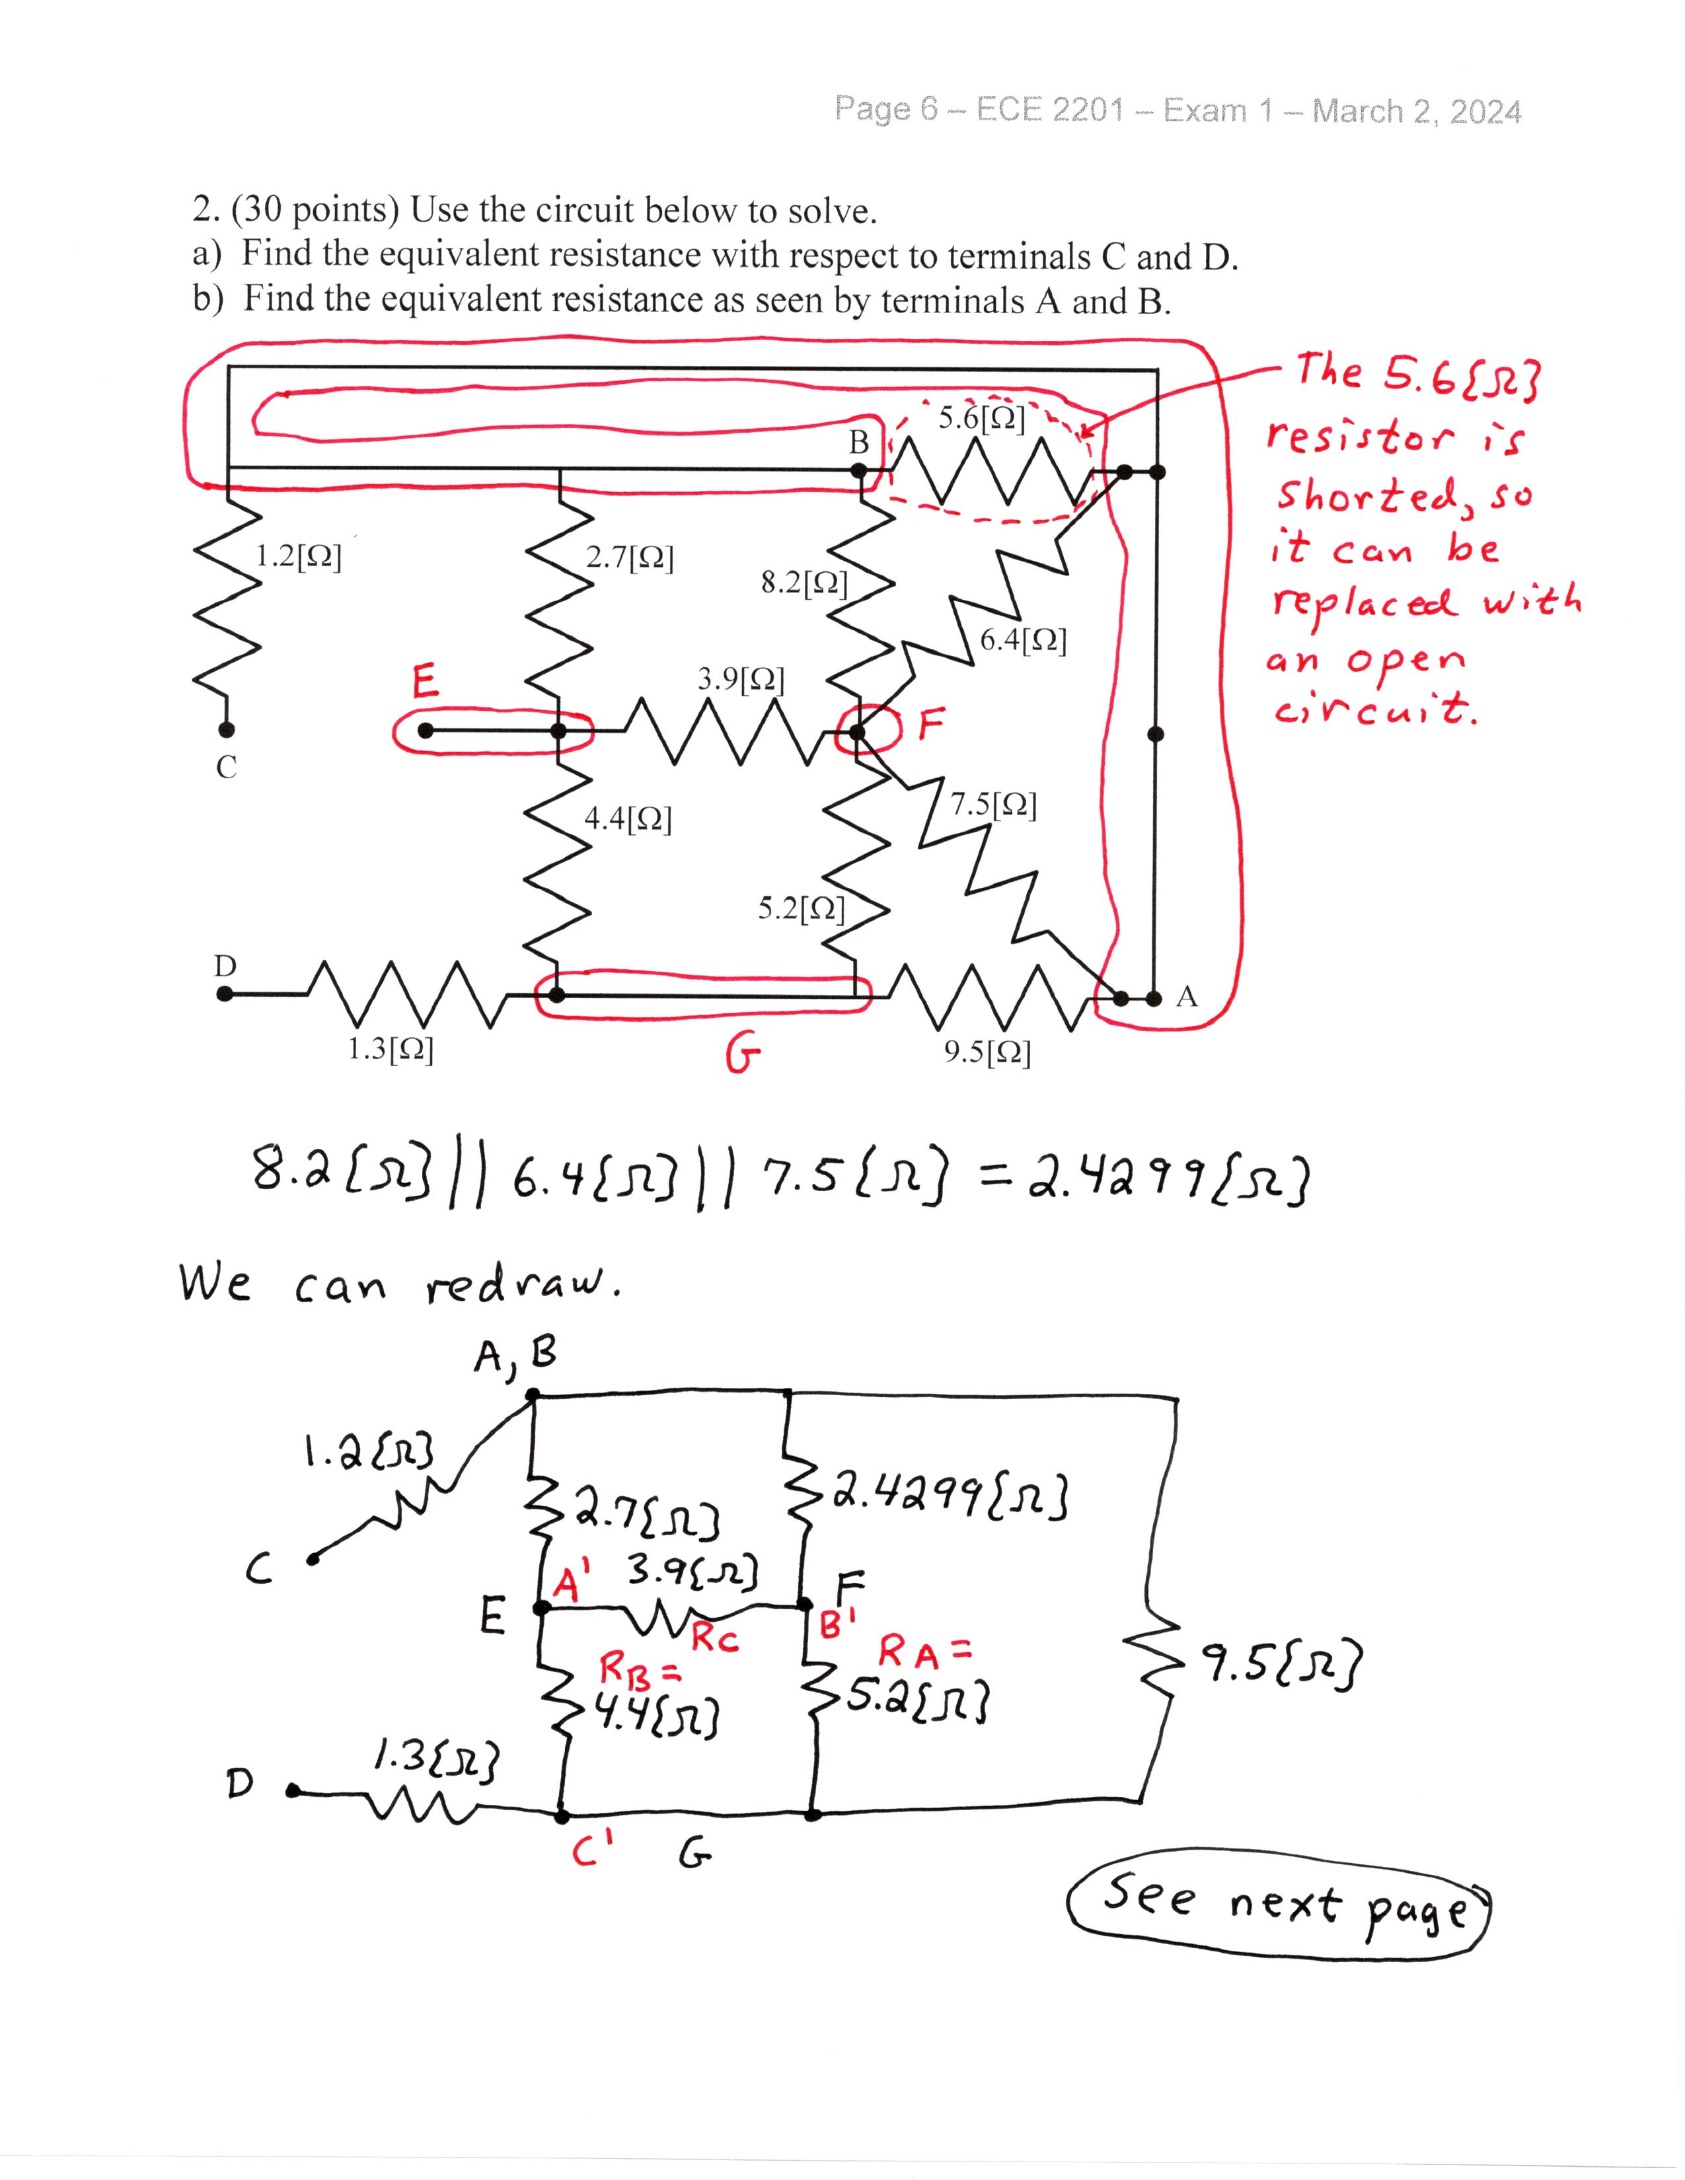 Page 6 – ECE 2201 – Exam 1 – March 2, 2024
2. (30 points) Use the circuit below to solve.
a) Find the equivalent resistance with respect to terminals C and D.
b) Find the equivalent resistance as seen by terminals A and B.
The 5.6{Ω}
resistor is
shorted, so
it can be
replaced with
an open
circuit.
5.6[Ω]
B
1.2[Ω]
2.7[Ω]
8.2[Ω]
6.4[Ω]
E
3.9[Ω]
F
C
7.5[Ω]
4.4[Ω]
5.2[Ω]
D
A
1.3[Ω]
G
9.5[Ω]
8.2{Ω} || 6.4{Ω} || 7.5{Ω} = 2.4299{Ω}
We can redraw.
A, B
1.2{Ω}
2.7{Ω}
2.4299{Ω}
C
A'
3.9{Ω}
F
E
B'
RC
RA =
RB =
9.5{Ω}
5.2{Ω}
4.4{Ω}
1.3{Ω}
D
C'
G
See next page